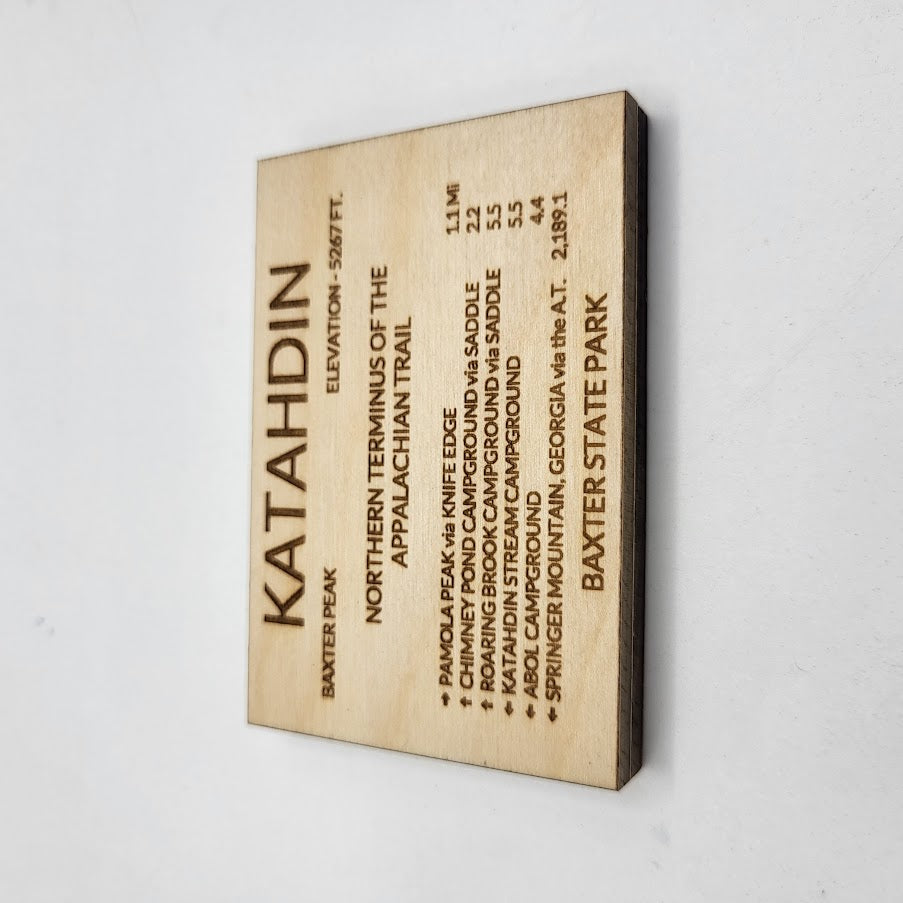 KATAHDIN
BAXTER PEAK ELEVATION - 5267 FT.
NORTHERN TERMINUS OF THE
APPALACHIAN TRAIL
→ PAMOLA PEAK via KNIFE EDGE 1.1 Mi
↑ CHIMNEY POND CAMPGROUND via SADDLE 2.2
↑ ROARING BROOK CAMPGROUND via SADDLE 5.5
← KATAHDIN STREAM CAMPGROUND 5.5
← ABOL CAMPGROUND 4.4
← SPRINGER MOUNTAIN, GEORGIA via the A.T. 2,189.1
BAXTER STATE PARK